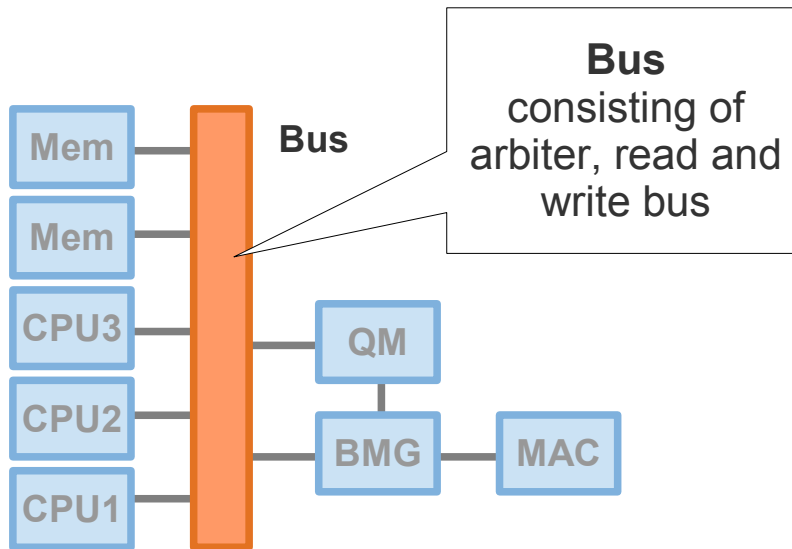 Bus
consisting of
arbiter, read and
write bus
Mem
Bus
Mem
CPU3
QM
CPU2
BMG
MAC
CPU1